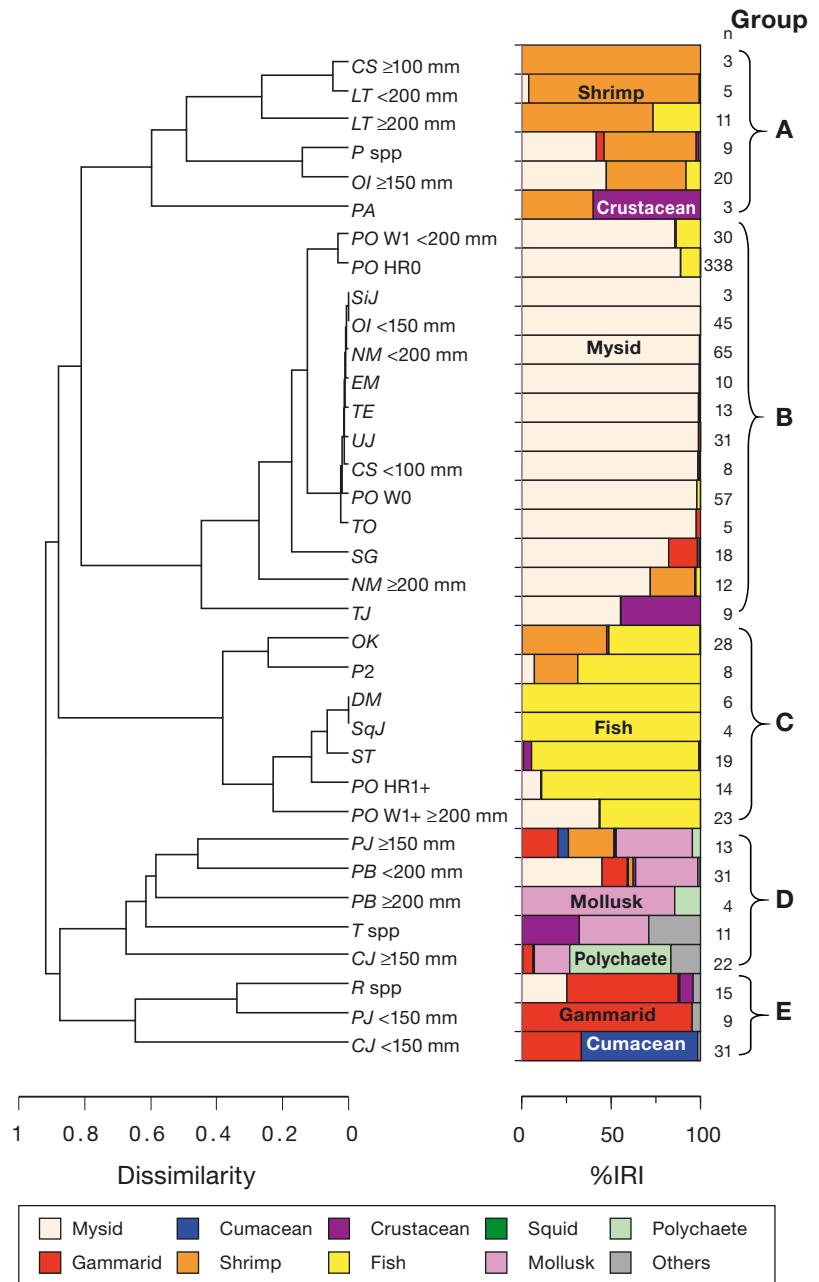 n Group
CS ≥100 mm 3
LT <200 mm Shrimp 5
LT ≥200 mm 11
A
P spp 9
OI ≥150 mm 20
PA Crustacean 3
PO W1 <200 mm 30
PO HR0 338
SiJ 3
OI <150 mm 45
NM <200 mm Mysid 65
EM 10
TE 13
B
UJ 31
CS <100 mm 8
PO W0 57
TO 5
SG 18
NM ≥200 mm 12
TJ 9
OK 28
P2 8
DM 6
C
SqJ Fish 4
ST 19
PO HR1+ 14
PO W1+ ≥200 mm 23
PJ ≥150 mm 13
PB <200 mm 31
PB ≥200 mm Mollusk 4
D
T spp 11
CJ ≥150 mm Polychaete 22
R spp 15
PJ <150 mm Gammarid 9
E
CJ <150 mm Cumacean 31
1 0.8 0.6 0.4 0.2 0 0 50 100
Dissimilarity %IRI
Mysid Cumacean Crustacean Squid Polychaete
Gammarid Shrimp Fish Mollusk Others